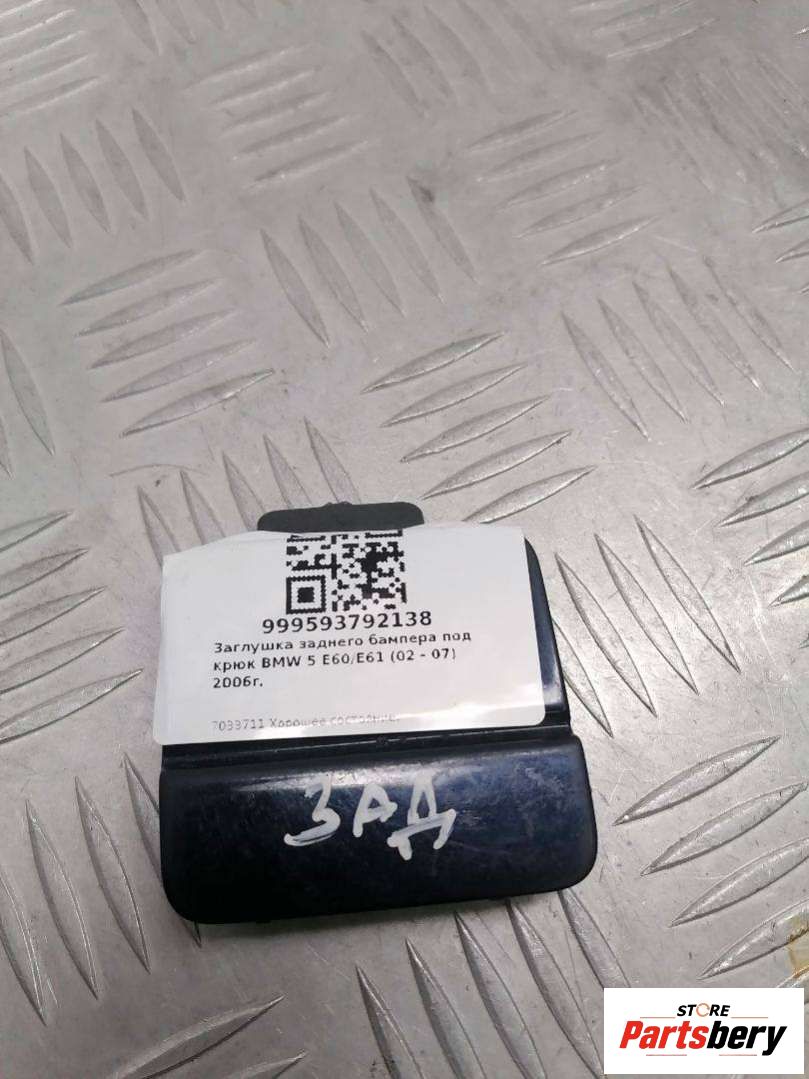 999593792138
Заглушка заднего бампера под
крюк BMW 5 E60/E61 (02 - 07)
2006г.
7033711 Хорошее состояние.
ЗАД
STORE
Partsbery